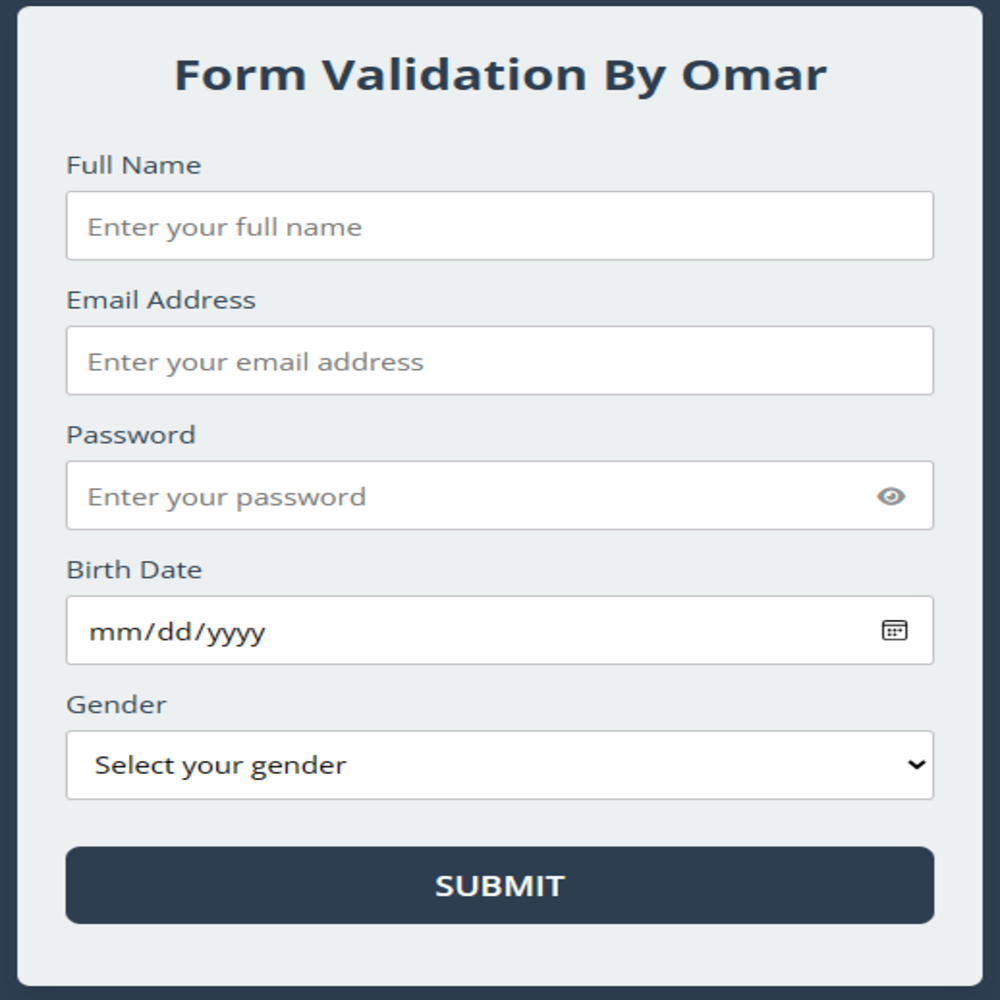 Form Validation By Omar
Full Name
Enter your full name
Email Address
Enter your email address
Password
Enter your password
Birth Date
mm/dd/yyyy
Gender
Select your gender
SUBMIT